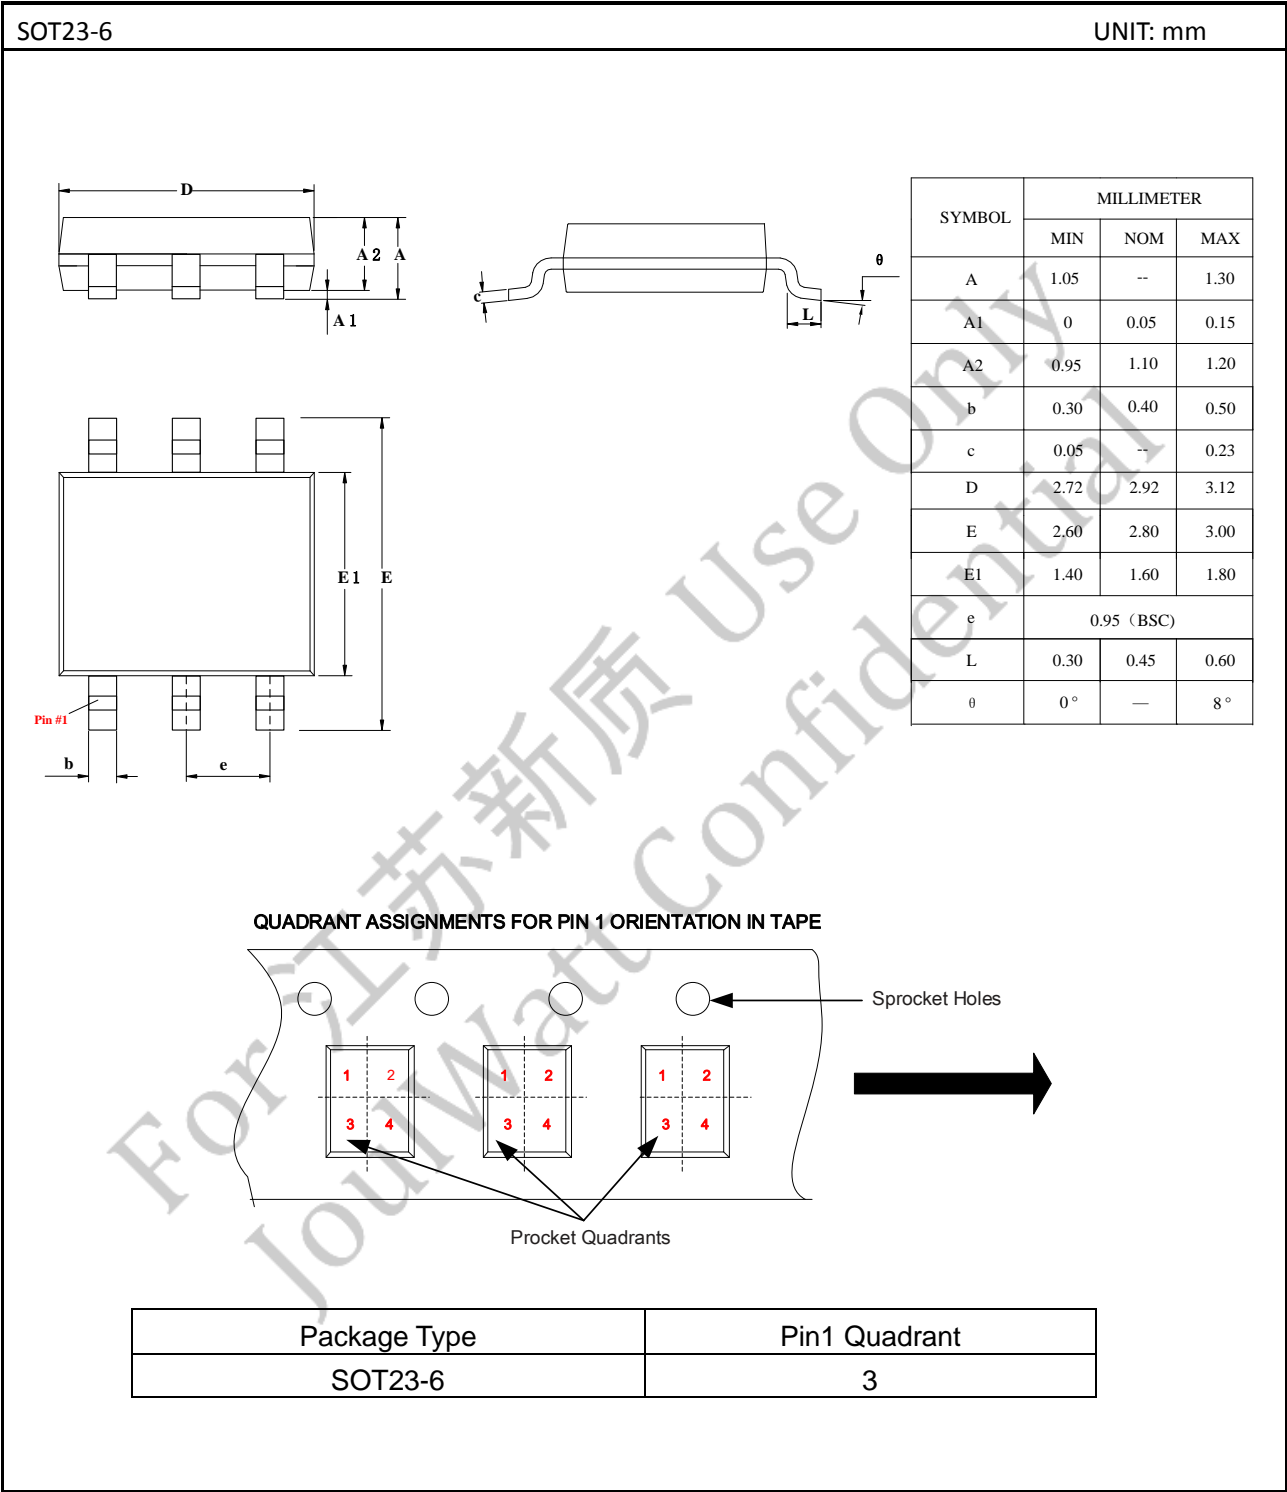 SOT23-6 UNIT: mm
D
A2 A
A1
c
L
θ
E1 E
Pin #1
b
e
SYMBOL MILLIMETER
MIN NOM MAX
A 1.05 -- 1.30
A1 0 0.05 0.15
A2 0.95 1.10 1.20
b 0.30 0.40 0.50
c 0.05 -- 0.23
D 2.72 2.92 3.12
E 2.60 2.80 3.00
E1 1.40 1.60 1.80
e 0.95（BSC)
L 0.30 0.45 0.60
θ 0° — 8°
For 江苏新质 Use Only
JoulWatt Confidential
QUADRANT ASSIGNMENTS FOR PIN 1 ORIENTATION IN TAPE
Sprocket Holes
1 2 1 2 1 2
3 4 3 4 3 4
Procket Quadrants
Package Type Pin1 Quadrant
SOT23-6 3